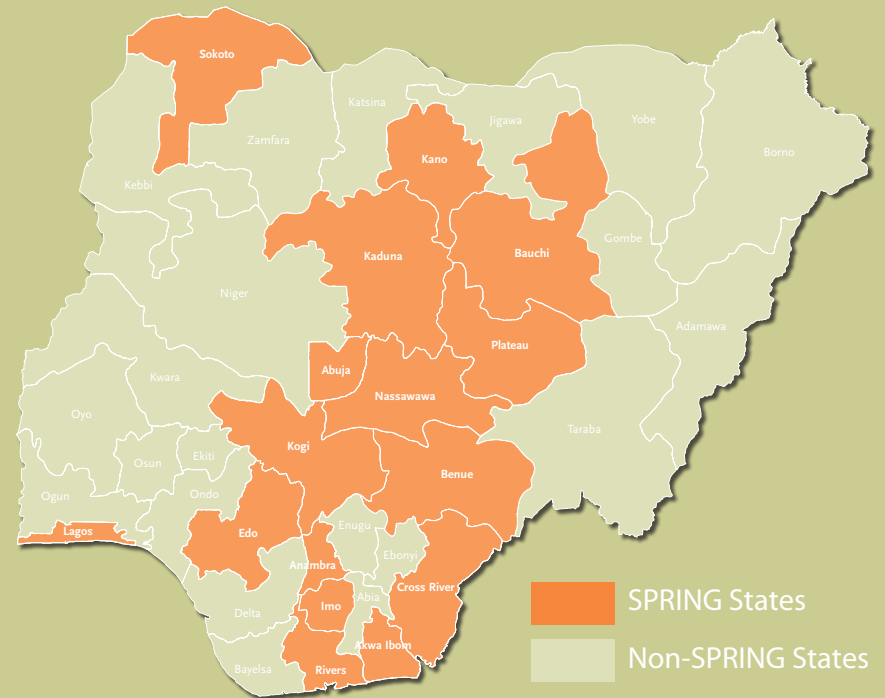 Sokoto
Katsina
Jigawa
Yobe
Zamfara
Kano
Borno
Kebbi
Gombe
Kaduna
Bauchi
Niger
Adamawa
Plateau
Abuja
Kwara
Nassawawa
Oyo
Taraba
Kogi
Osun
Ekiti
Benue
Ogun
Ondo
Lagos
Edo
Enugu
Ebonyi
Anambra
Cross River
Abia
Imo
Delta
Akwa Ibom
Bayelsa
Rivers
SPRING States
Non-SPRING States